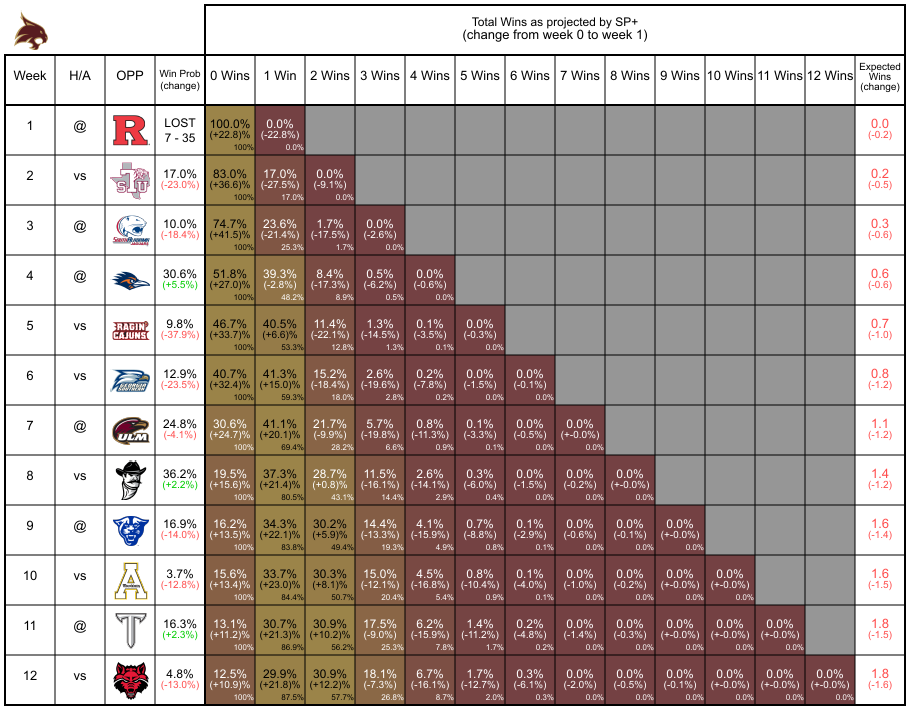 Total Wins as projected by SP+
(change from week 0 to week 1)
Week H/A OPP Win Prob (change) 0 Wins 1 Win 2 Wins 3 Wins 4 Wins 5 Wins 6 Wins 7 Wins 8 Wins 9 Wins 10 Wins 11 Wins 12 Wins Expected Wins (change)
1 @ R LOST 100.0% 0.0% 0.0
7 - 35 (+22.8)% (-22.8%) (-0.2)
100% 0.0%
2 vs TSU 17.0% 83.0% 17.0% 0.0% 0.2
(-23.0%) (+36.6)% (-27.5%) (-9.1%) (-0.5)
100% 17.0% 0.0%
3 @ 10.0% 74.7% 23.6% 1.7% 0.0% 0.3
(-18.4%) (+41.5)% (-21.4%) (-17.5%) (-2.6%) (-0.6)
100% 25.3% 1.7% 0.0%
4 @ 30.6% 51.8% 39.3% 8.4% 0.5% 0.0% 0.6
(+5.5%) (+27.0)% (-2.8%) (-17.3%) (-6.2%) (-0.6%) (-0.6)
100% 48.2% 8.9% 0.5% 0.0%
5 vs RAGIN' CAJUNS 9.8% 46.7% 40.5% 11.4% 1.3% 0.1% 0.0% 0.7
(-37.9%) (+33.7)% (+6.6)% (-22.1%) (-14.5%) (-3.5%) (-0.3%) (-1.0)
100% 53.3% 12.8% 1.3% 0.1% 0.0%
6 vs 12.9% 40.7% 41.3% 15.2% 2.6% 0.2% 0.0% 0.0% 0.8
(-23.5%) (+32.4)% (+15.0)% (-18.4%) (-19.6%) (-7.8%) (-1.5%) (-0.1%) (-1.2)
100% 59.3% 18.0% 2.8% 0.2% 0.0% 0.0%
7 @ ULM 24.8% 30.6% 41.1% 21.7% 5.7% 0.8% 0.1% 0.0% 0.0% 1.1
(-4.1%) (+24.7)% (+20.1)% (-9.9%) (-19.8%) (-11.3%) (-3.3%) (-0.5%) (+-0.0%) (-1.2)
100% 69.4% 28.2% 6.6% 0.9% 0.1% 0.0% 0.0%
8 vs 36.2% 19.5% 37.3% 28.7% 11.5% 2.6% 0.3% 0.0% 0.0% 0.0% 1.4
(+2.2%) (+15.6)% (+21.4)% (+0.8)% (-16.1%) (-14.1%) (-6.0%) (-1.5%) (-0.2%) (+-0.0%) (-1.2)
100% 80.5% 43.1% 14.4% 2.9% 0.4% 0.0% 0.0% 0.0%
9 @ 16.9% 16.2% 34.3% 30.2% 14.4% 4.1% 0.7% 0.1% 0.0% 0.0% 0.0% 1.6
(-14.0%) (+13.5)% (+22.1)% (+5.9)% (-13.3%) (-15.9%) (-8.8%) (-2.9%) (-0.6%) (-0.1%) (+-0.0%) (-1.4)
100% 83.8% 49.4% 19.3% 4.9% 0.8% 0.1% 0.0% 0.0% 0.0%
10 vs A 3.7% 15.6% 33.7% 30.3% 15.0% 4.5% 0.8% 0.1% 0.0% 0.0% 0.0% 0.0% 1.6
(-12.8%) (+13.4)% (+23.0)% (+8.1)% (-12.1%) (-16.8%) (-10.4%) (-4.0%) (-1.0%) (-0.2%) (+-0.0%) (+-0.0%) (-1.5)
100% 84.4% 50.7% 20.4% 5.4% 0.9% 0.1% 0.0% 0.0% 0.0% 0.0%
11 @ T 16.3% 13.1% 30.7% 30.9% 17.5% 6.2% 1.4% 0.2% 0.0% 0.0% 0.0% 0.0% 0.0% 1.8
(+2.3%) (+11.2)% (+21.3)% (+10.2)% (-9.0%) (-15.9%) (-11.2%) (-4.8%) (-1.4%) (-0.3%) (+-0.0%) (+-0.0%) (+-0.0%) (-1.5)
100% 86.9% 56.2% 25.3% 7.8% 1.7% 0.2% 0.0% 0.0% 0.0% 0.0% 0.0%
12 vs 4.8% 12.5% 29.9% 30.9% 18.1% 6.7% 1.7% 0.3% 0.0% 0.0% 0.0% 0.0% 0.0% 0.0% 1.8
(-13.0%) (+10.9)% (+21.8)% (+12.2)% (-7.3%) (-16.1%) (-12.7%) (-6.1%) (-2.0%) (-0.5%) (-0.1%) (+-0.0%) (+-0.0%) (+-0.0%) (-1.6)
100% 87.5% 57.7% 26.8% 8.7% 2.0% 0.3% 0.0% 0.0% 0.0% 0.0% 0.0% 0.0%